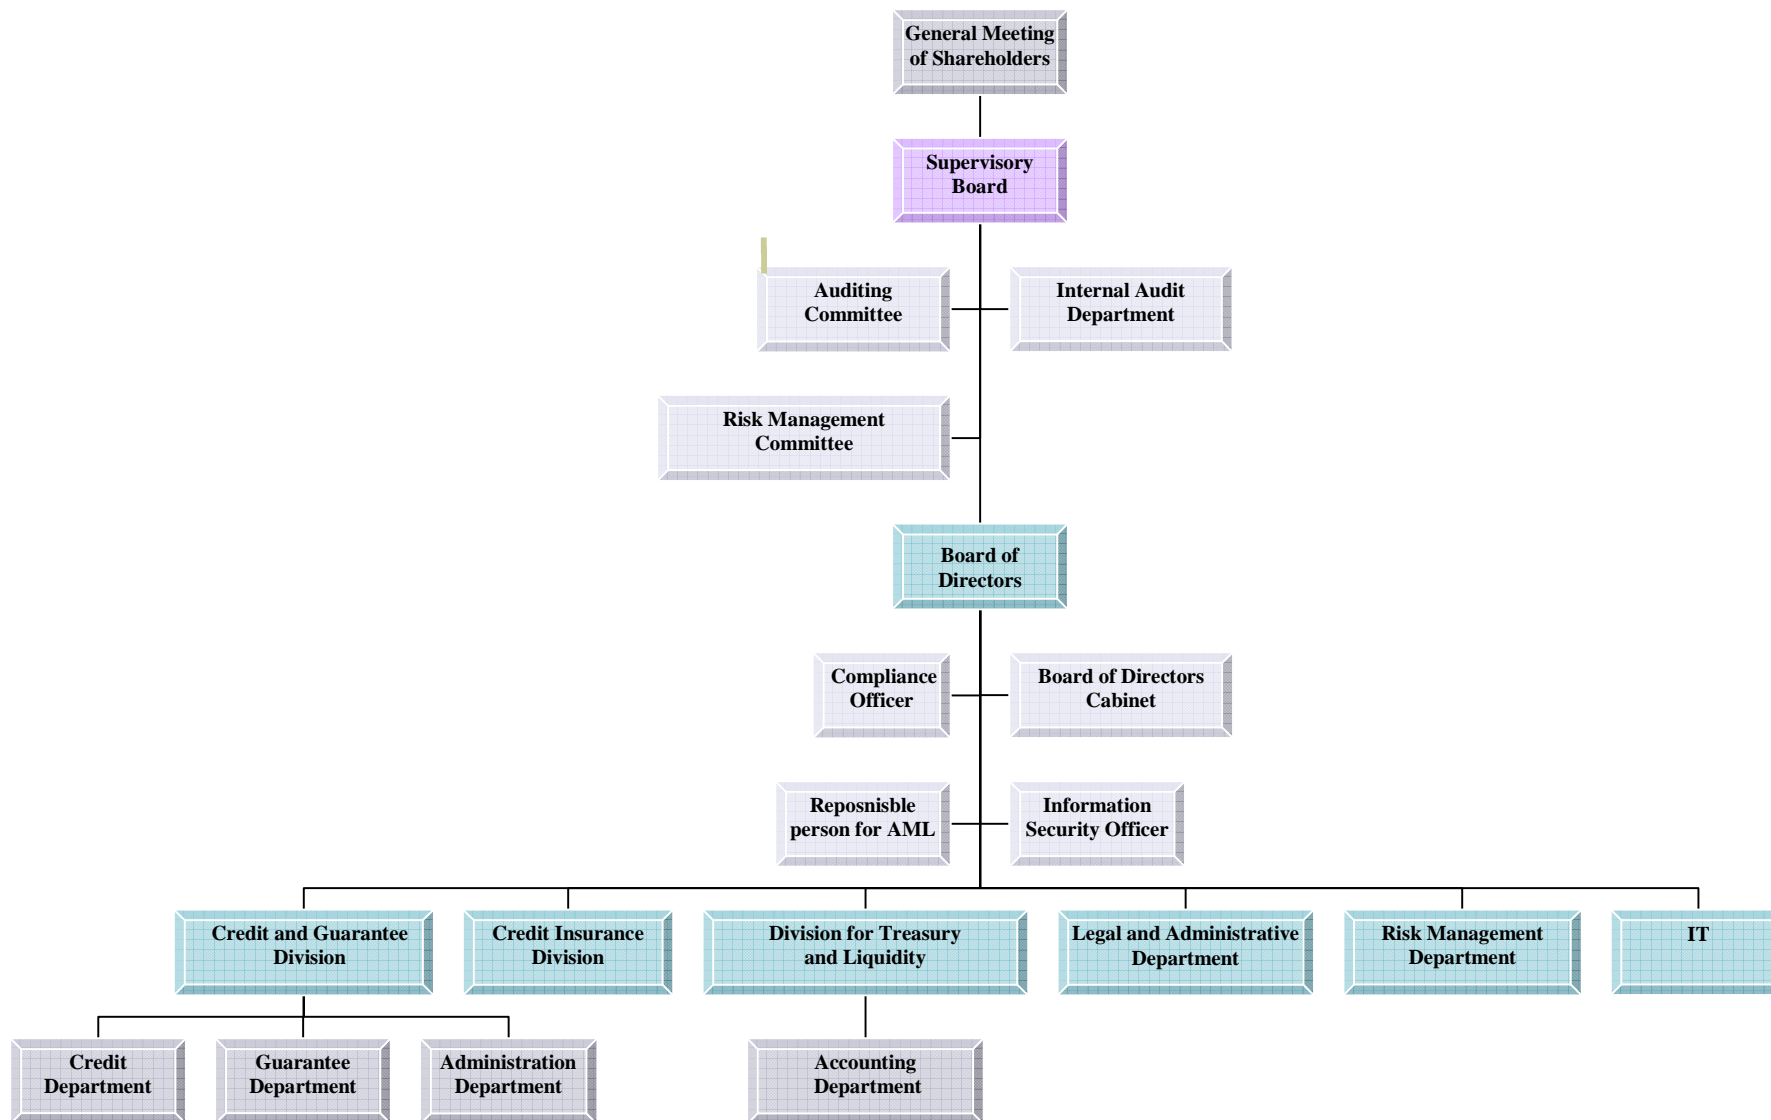 General Meeting
of Shareholders
Supervisory
Board
Auditing
Committee
Internal Audit
Department
Risk Management
Committee
Board of
Directors
Compliance
Officer
Board of Directors
Cabinet
Reposnisble
person for AML
Information
Security Officer
Credit and Guarantee
Division
Credit Insurance
Division
Division for Treasury
and Liquidity
Legal and Administrative
Department
Risk Management
Department
IT
Credit
Department
Guarantee
Department
Administration
Department
Accounting
Department